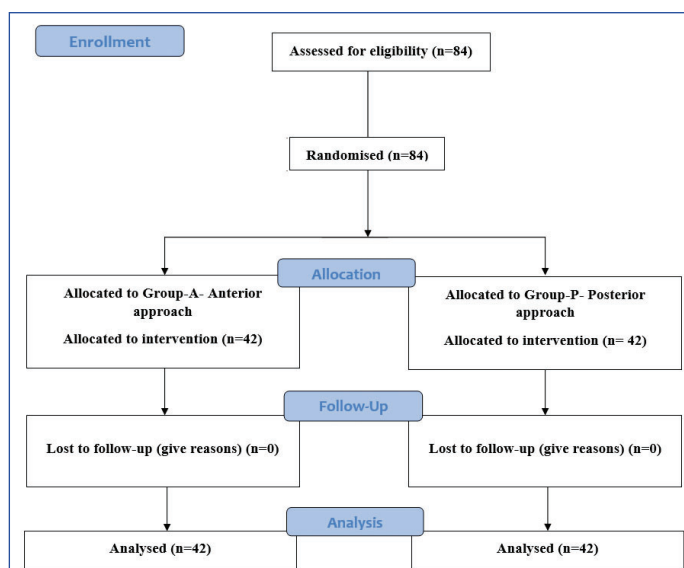 Enrollment
Assessed for eligibility (n=84)
Randomised (n=84)
Allocation
Allocated to Group-A- Anterior
approach
Allocated to intervention (n=42)
Allocated to Group-P- Posterior
approach
Allocated to intervention (n= 42)
Follow-Up
Lost to follow-up (give reasons) (n=0)
Lost to follow-up (give reasons) (n=0)
Analysis
Analysed (n=42)
Analysed (n=42)